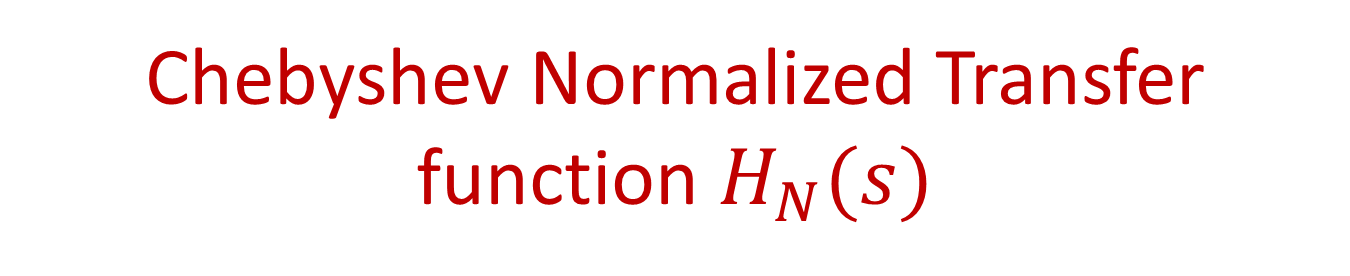 Chebyshev Normalized Transfer
function $H_N(s)$